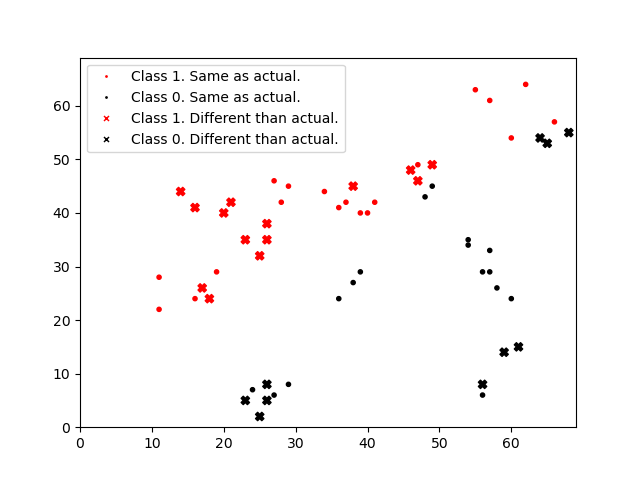 Class 1. Same as actual.
Class 0. Same as actual.
Class 1. Different than actual.
Class 0. Different than actual.
60
50
40
30
20
10
0
0 10 20 30 40 50 60